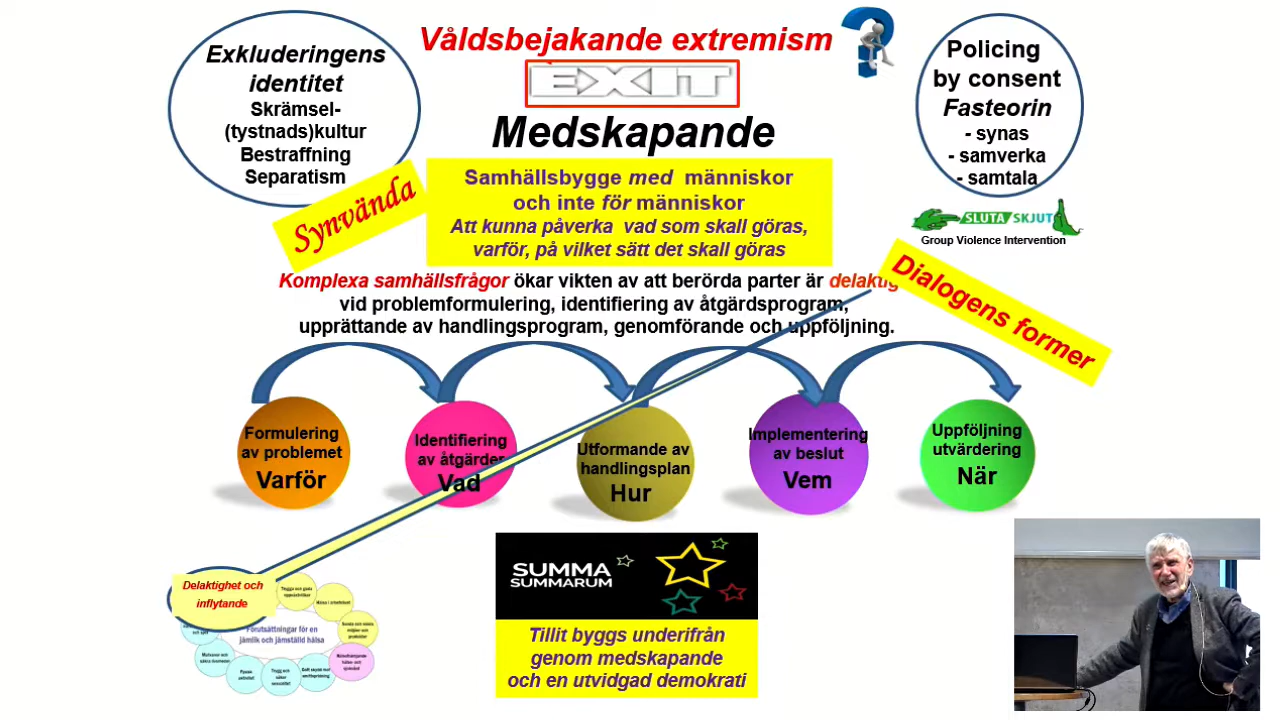 Exkluderingens
identitet
Skrämsel-
(tystnads)kultur
Bestraffning
Separatism
Våldsbejakande extremism
EXIT
Medskapande
Policing
by consent
Fasteorin
- synas
- samverka
- samtala
SLUTA SKJUT
Group Violence Intervention
Synvända
Samhällsbygge med människor
och inte för människor
Att kunna påverka vad som skall göras,
varför, på vilket sätt det skall göras
Komplexa samhällsfrågor ökar vikten av att berörda parter är delaktig
vid problemformulering, identifiering av åtgärdsprogram,
upprättande av handlingsprogram, genomförande och uppföljning.
Dialogens former
Formulering
av problemet
Varför
Identifiering
av åtgärder
Vad
Utformande av
handlingsplan
Hur
Implementering
av beslut
Vem
Uppföljning
utvärdering
När
Delaktighet och
inflytande
Förutsättningar för en
jämlik och jämställd hälsa
SUMMA
SUMMARUM
Tillit byggs underifrån
genom medskapande
och en utvidgad demokrati